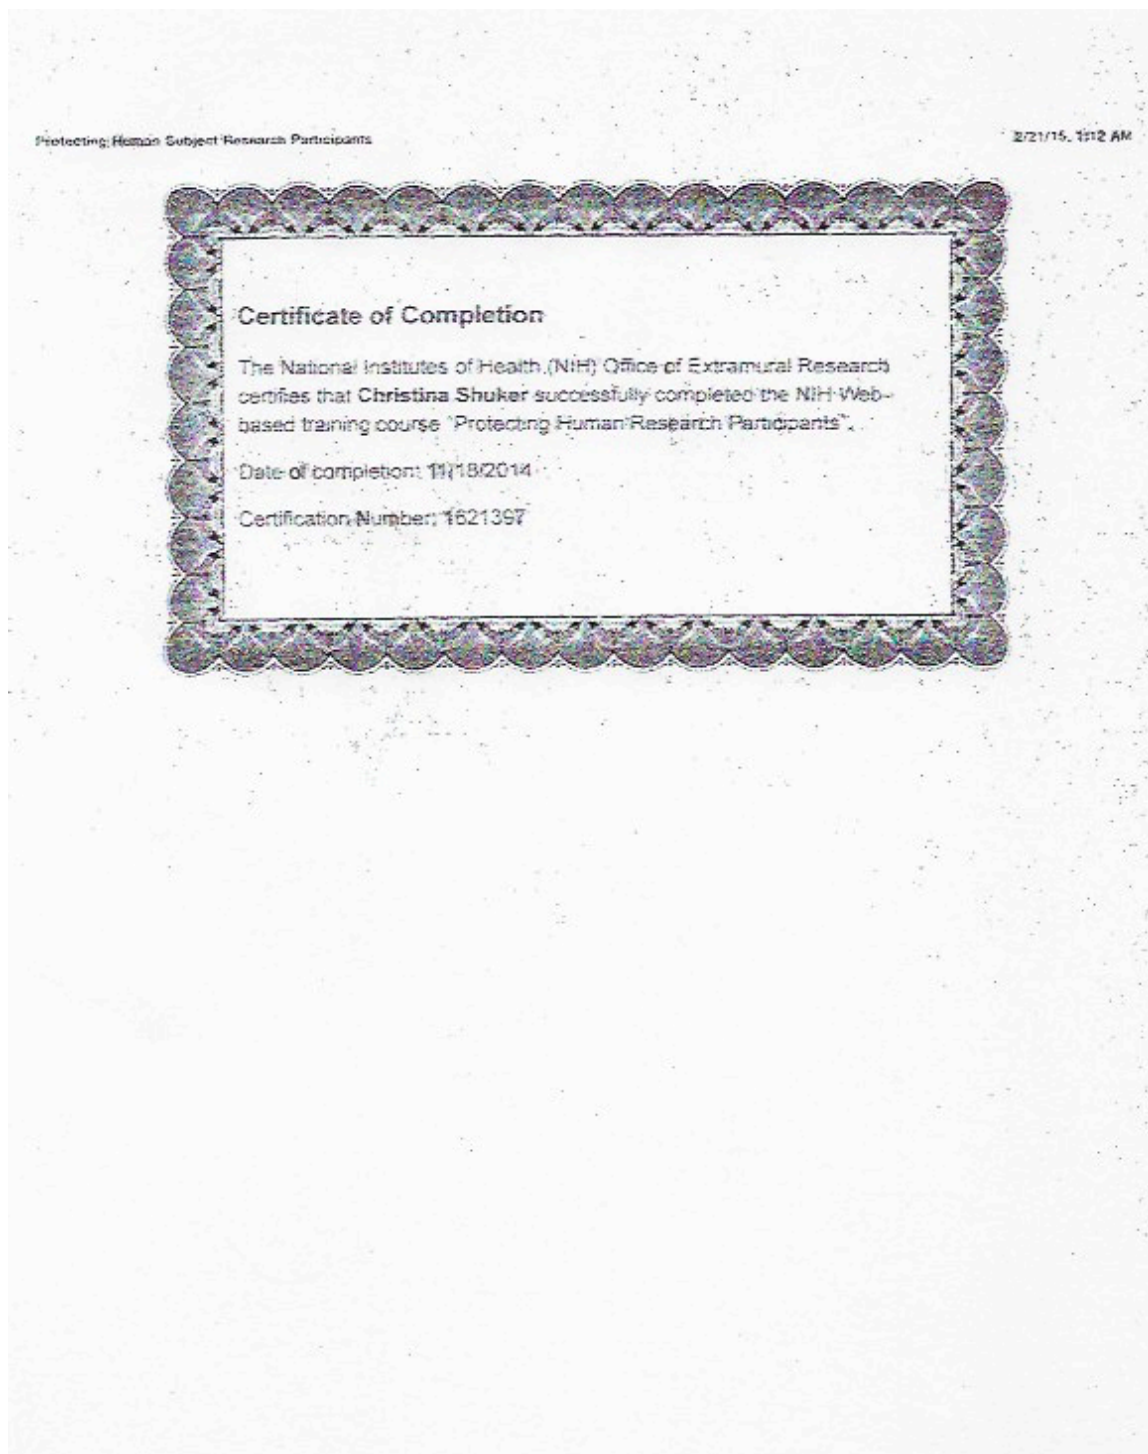 Protecting Human Subject Research Participants
2/21/15, 1:12 AM
Certificate of Completion
The National Institutes of Health (NIH) Office of Extramural Research
certifies that Christina Shuker successfully completed the NIH Web-
based training course "Protecting Human Research Participants".
Date of completion: 11/18/2014
Certification Number: 1621397